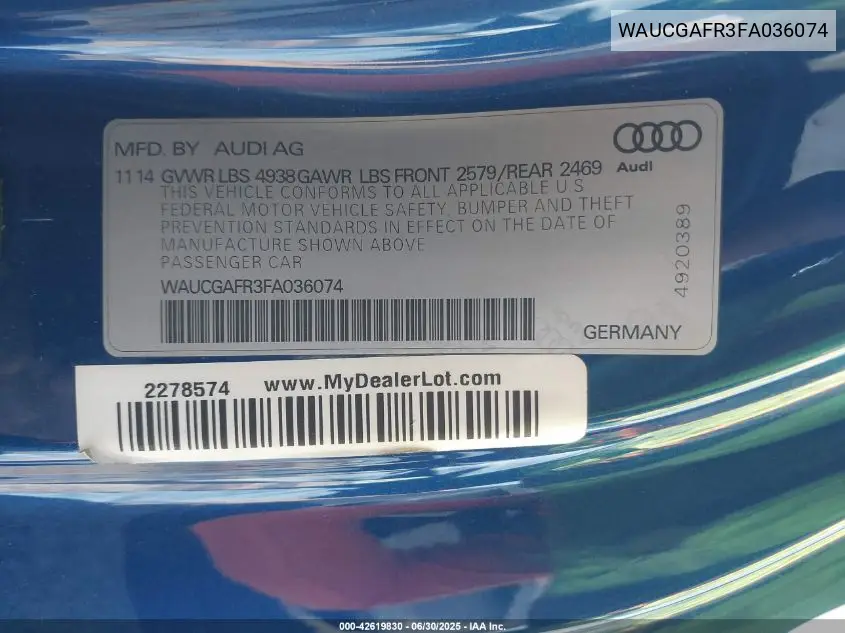 WAUCGAFR3FA036074
MFD. BY AUDI AG
Audi
11 14 GVWR LBS 4938 GAWR LBS FRONT 2579/REAR 2469
THIS VEHICLE CONFORMS TO ALL APPLICABLE U S
FEDERAL MOTOR VEHICLE SAFETY, BUMPER AND THEFT
PREVENTION STANDARDS IN EFFECT ON THE DATE OF
MANUFACTURE SHOWN ABOVE
PASSENGER CAR
WAUCGAFR3FA036074
4920389
GERMANY
2278574 www.MyDealerLot.com
000-42619830 - 06/30/2025 - IAA Inc.